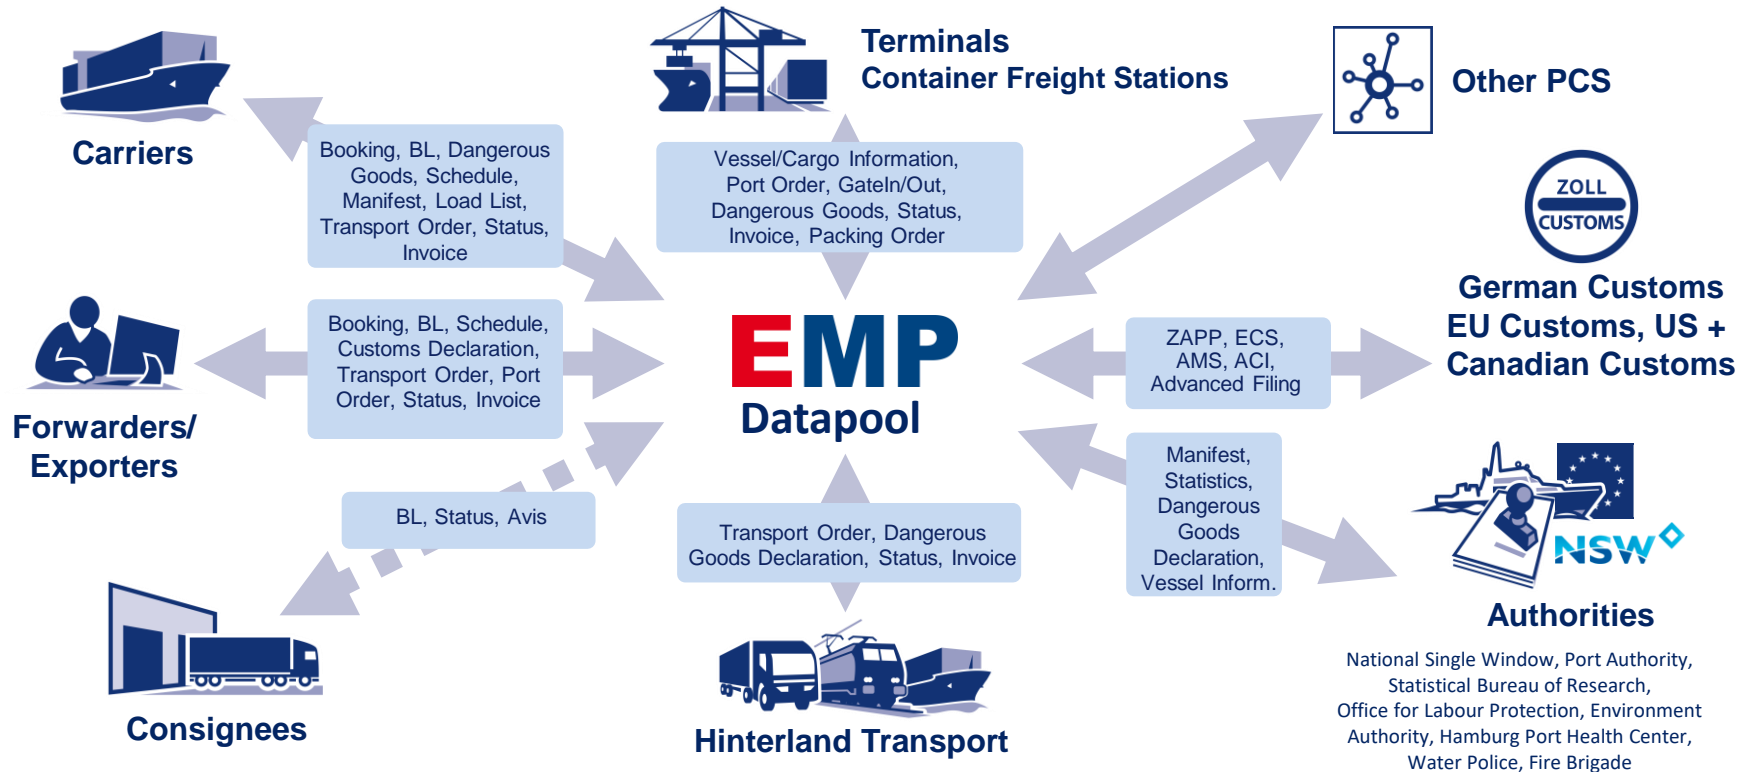 Terminals
Container Freight Stations
Other PCS
Carriers
Booking, BL, Dangerous
Goods, Schedule,
Manifest, Load List,
Transport Order, Status,
Invoice
Vessel/Cargo Information,
Port Order, GateIn/Out,
Dangerous Goods, Status,
Invoice, Packing Order
ZOLL
CUSTOMS
German Customs
EU Customs, US +
Canadian Customs
Booking, BL, Schedule,
Customs Declaration,
Transport Order, Port
Order, Status, Invoice
EMP
Datapool
ZAPP, ECS,
AMS, ACI,
Advanced Filing
Forwarders/
Exporters
BL, Status, Avis
Transport Order, Dangerous
Goods Declaration, Status, Invoice
Manifest,
Statistics,
Dangerous
Goods
Declaration,
Vessel Inform.
NSW
Authorities
National Single Window, Port Authority,
Statistical Bureau of Research,
Office for Labour Protection, Environment
Authority, Hamburg Port Health Center,
Water Police, Fire Brigade
Consignees
Hinterland Transport